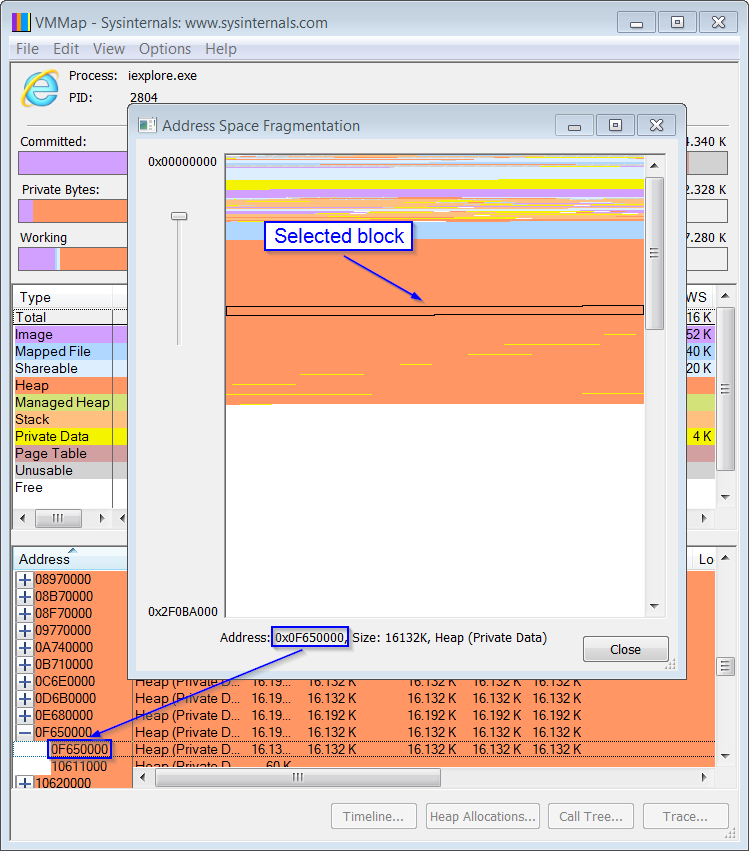 VMMap - Sysinternals: www.sysinternals.com
File Edit View Options Help
Process: iexplore.exe
PID: 2804
Committed: 4.340 K
Private Bytes: 2.328 K
Working 7.280 K
Address Space Fragmentation
0x00000000
Selected block
0x2F0BA000
Address: 0x0F650000, Size: 16132K, Heap (Private Data)
Close
Type WS
Total 16 K
Image 52 K
Mapped File 40 K
Shareable 20 K
Heap
Managed Heap
Stack
Private Data 4 K
Page Table
Unusable
Free
Address Lo
08970000
08B70000
08F70000
09770000
0A740000
0B710000
0C6E0000 Heap (Private D... 16.19... 16.132 K 16.132 K 16.132 K 16.132 K
0D6B0000 Heap (Private D... 16.19... 16.132 K 16.132 K 16.132 K 16.132 K
0E680000 Heap (Private D... 16.19... 16.192 K 16.192 K 16.192 K 16.192 K
0F650000 Heap (Private D... 16.19... 16.132 K 16.132 K 16.132 K 16.132 K
0F650000 Heap (Private D... 16.13... 16.132 K 16.132 K 16.132 K 16.132 K
10611000 Heap (Private D... 60 K
10620000
Timeline... Heap Allocations... Call Tree... Trace...